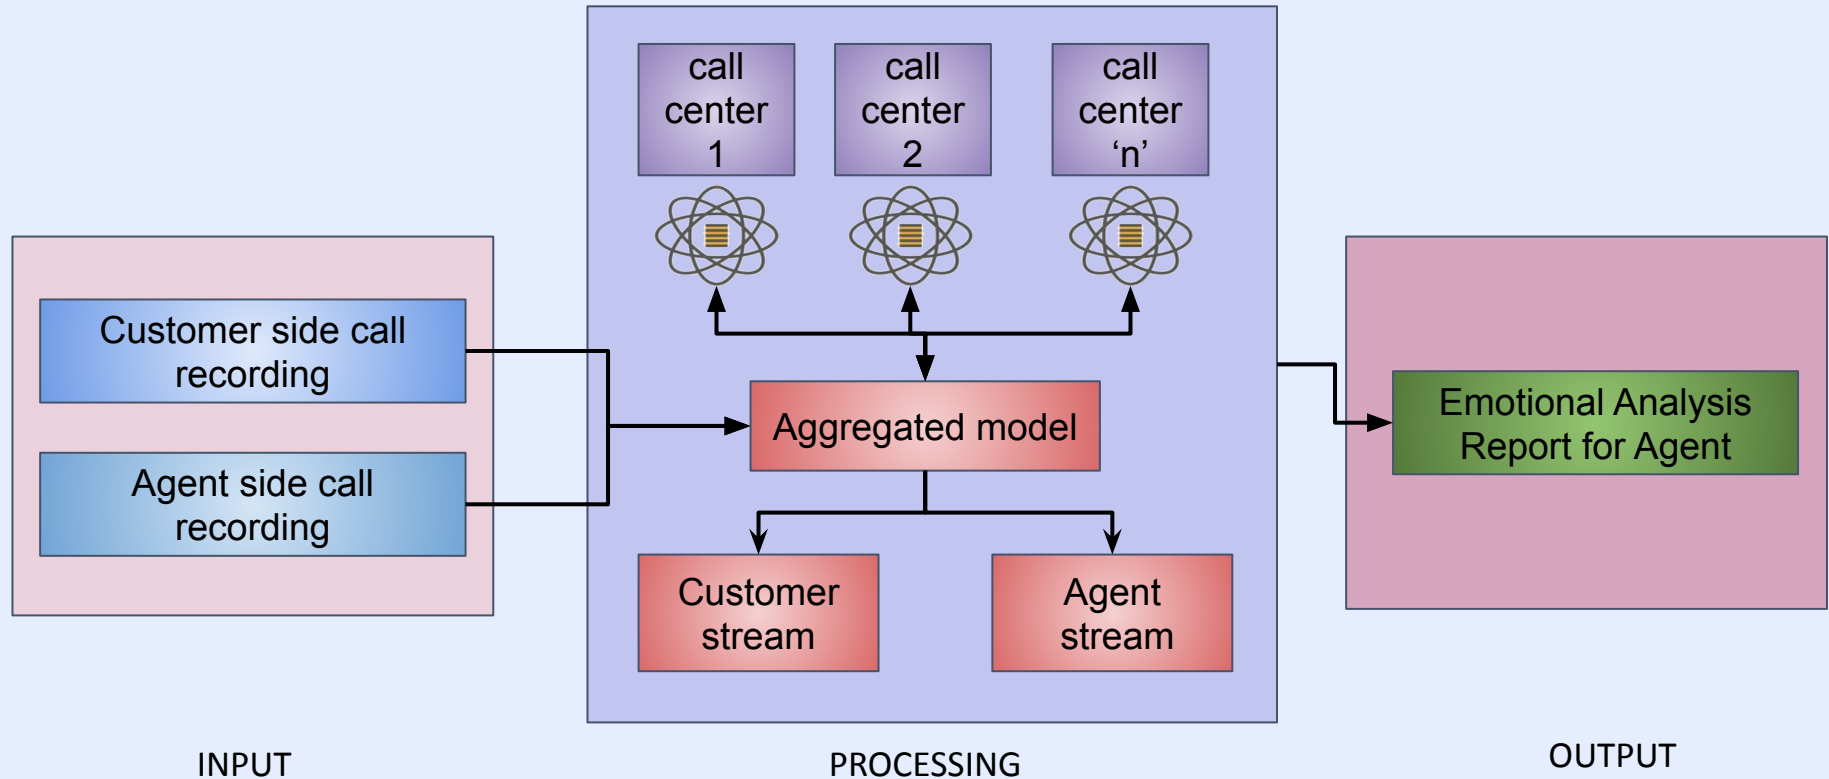 call
center
1
call
center
2
call
center
‘n’
Customer side call
recording
Agent side call
recording
Aggregated model
Customer
stream
Agent
stream
Emotional Analysis
Report for Agent
INPUT
PROCESSING
OUTPUT